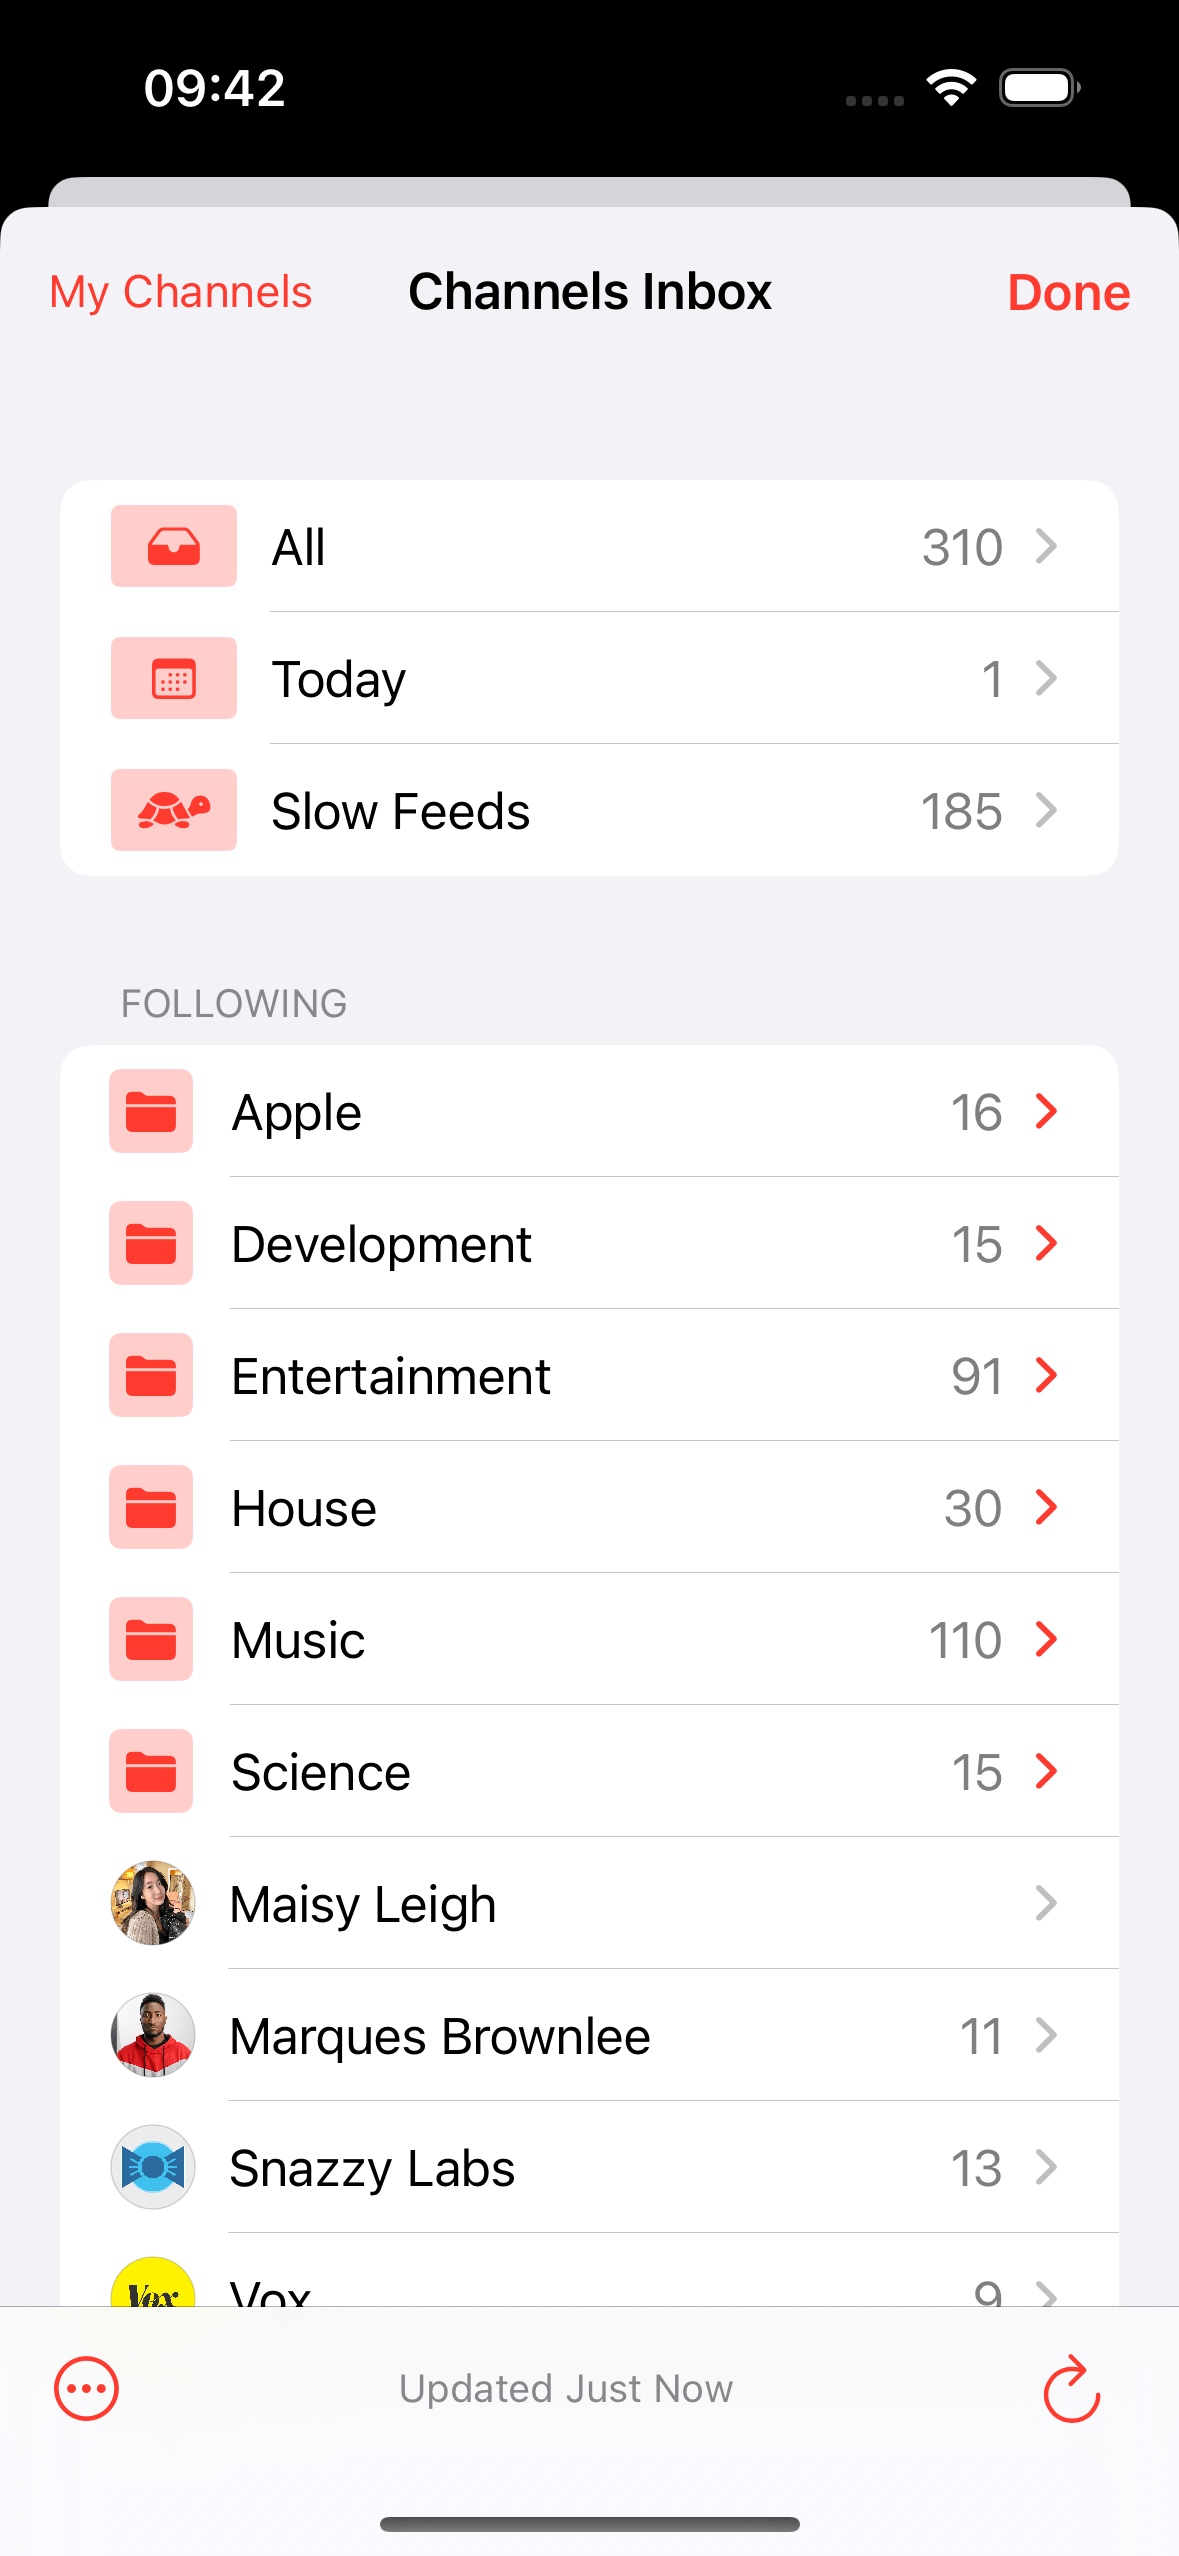 09:42
My Channels Channels Inbox Done
All 310
Today 1
Slow Feeds 185
FOLLOWING
Apple 16
Development 15
Entertainment 91
House 30
Music 110
Science 15
Maisy Leigh
Marques Brownlee 11
Snazzy Labs 13
Vox Vox 9
Updated Just Now